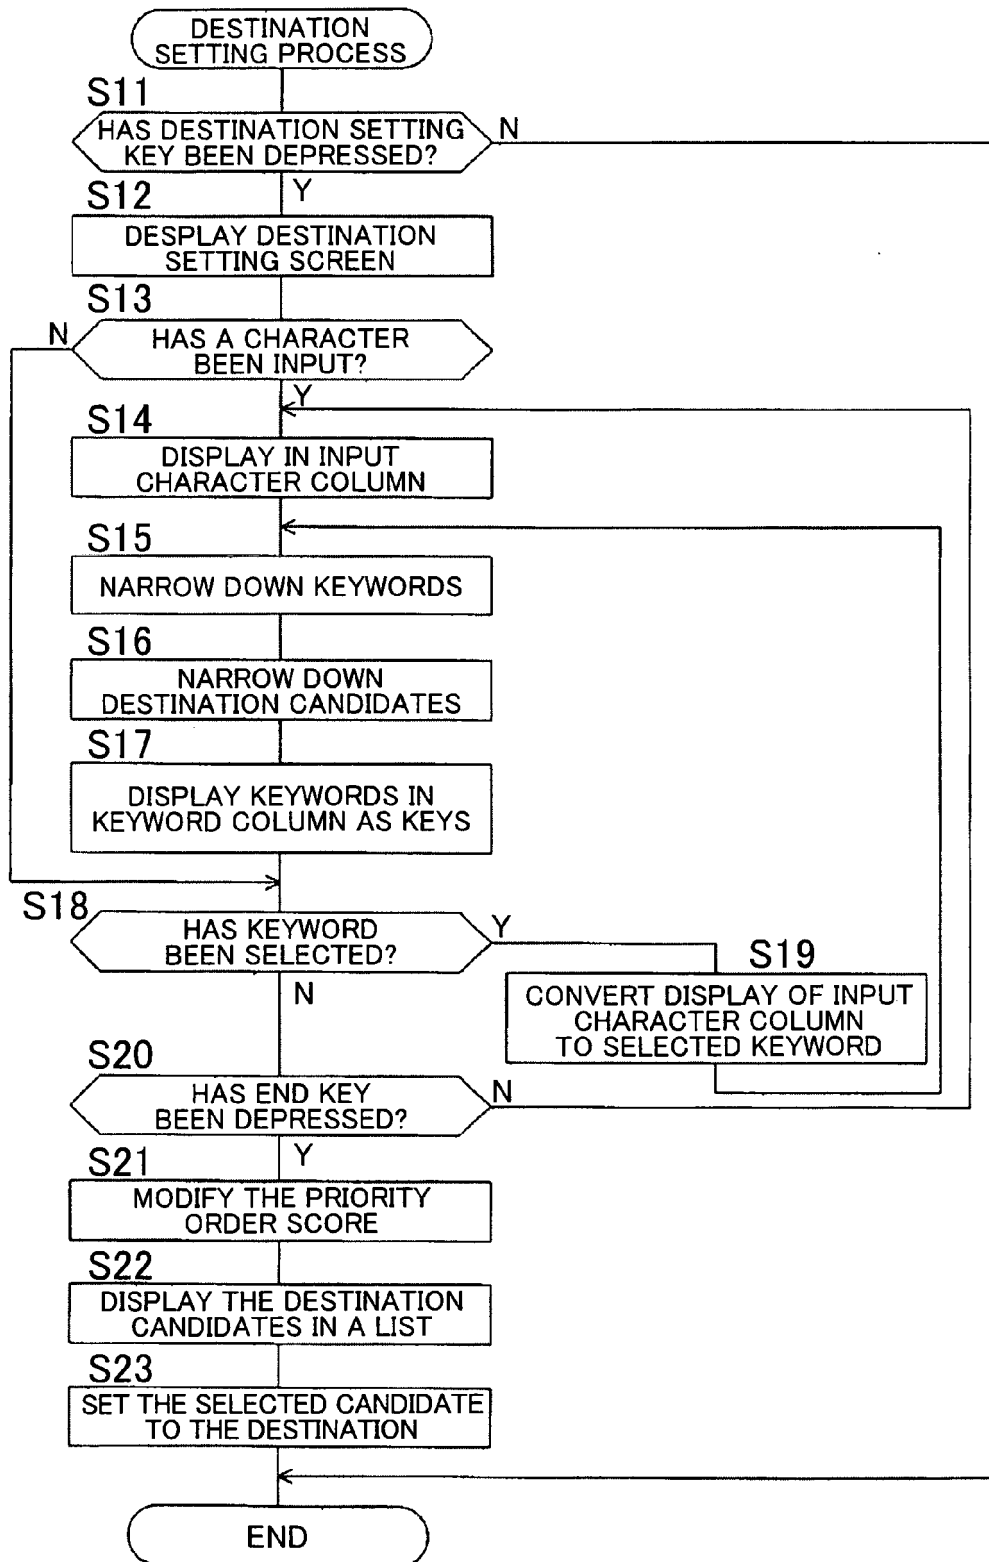 DESTINATION
SETTING PROCESS
S11
HAS DESTINATION SETTING
KEY BEEN DEPRESSED?
N
Y
S12
DESPLAY DESTINATION
SETTING SCREEN
S13
N
HAS A CHARACTER
BEEN INPUT?
Y
S14
DISPLAY IN INPUT
CHARACTER COLUMN
S15
NARROW DOWN KEYWORDS
S16
NARROW DOWN
DESTINATION CANDIDATES
S17
DISPLAY KEYWORDS IN
KEYWORD COLUMN AS KEYS
S18
HAS KEYWORD
BEEN SELECTED?
Y
N
S19
CONVERT DISPLAY OF INPUT
CHARACTER COLUMN
TO SELECTED KEYWORD
S20
HAS END KEY
BEEN DEPRESSED?
N
Y
S21
MODIFY THE PRIORITY
ORDER SCORE
S22
DISPLAY THE DESTINATION
CANDIDATES IN A LIST
S23
SET THE SELECTED CANDIDATE
TO THE DESTINATION
END